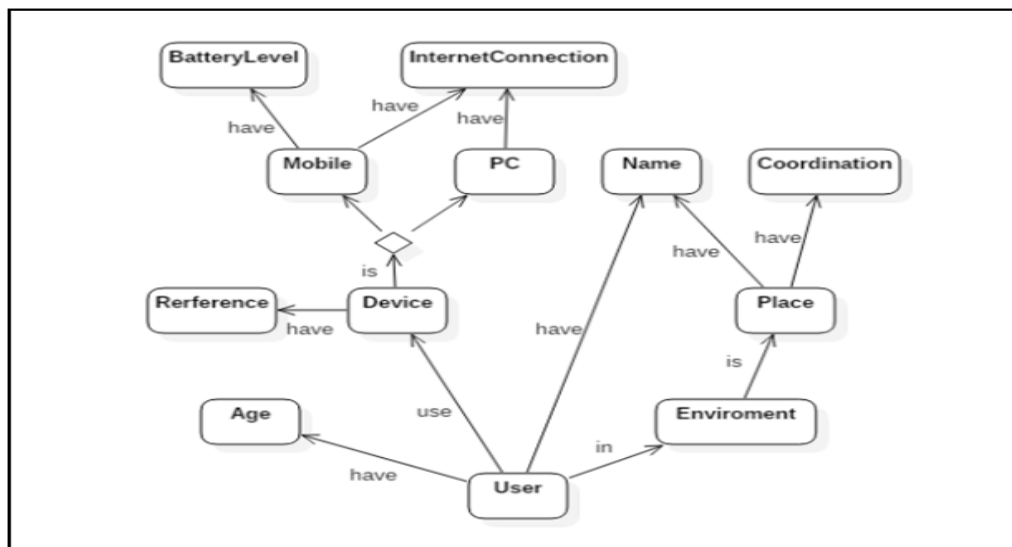 BatteryLevel
InternetConnection
have
have
have
Mobile
PC
Name
Coordination
is
have
have
Rerference
have
Device
have
Place
is
Age
use
Enviroment
in
have
User